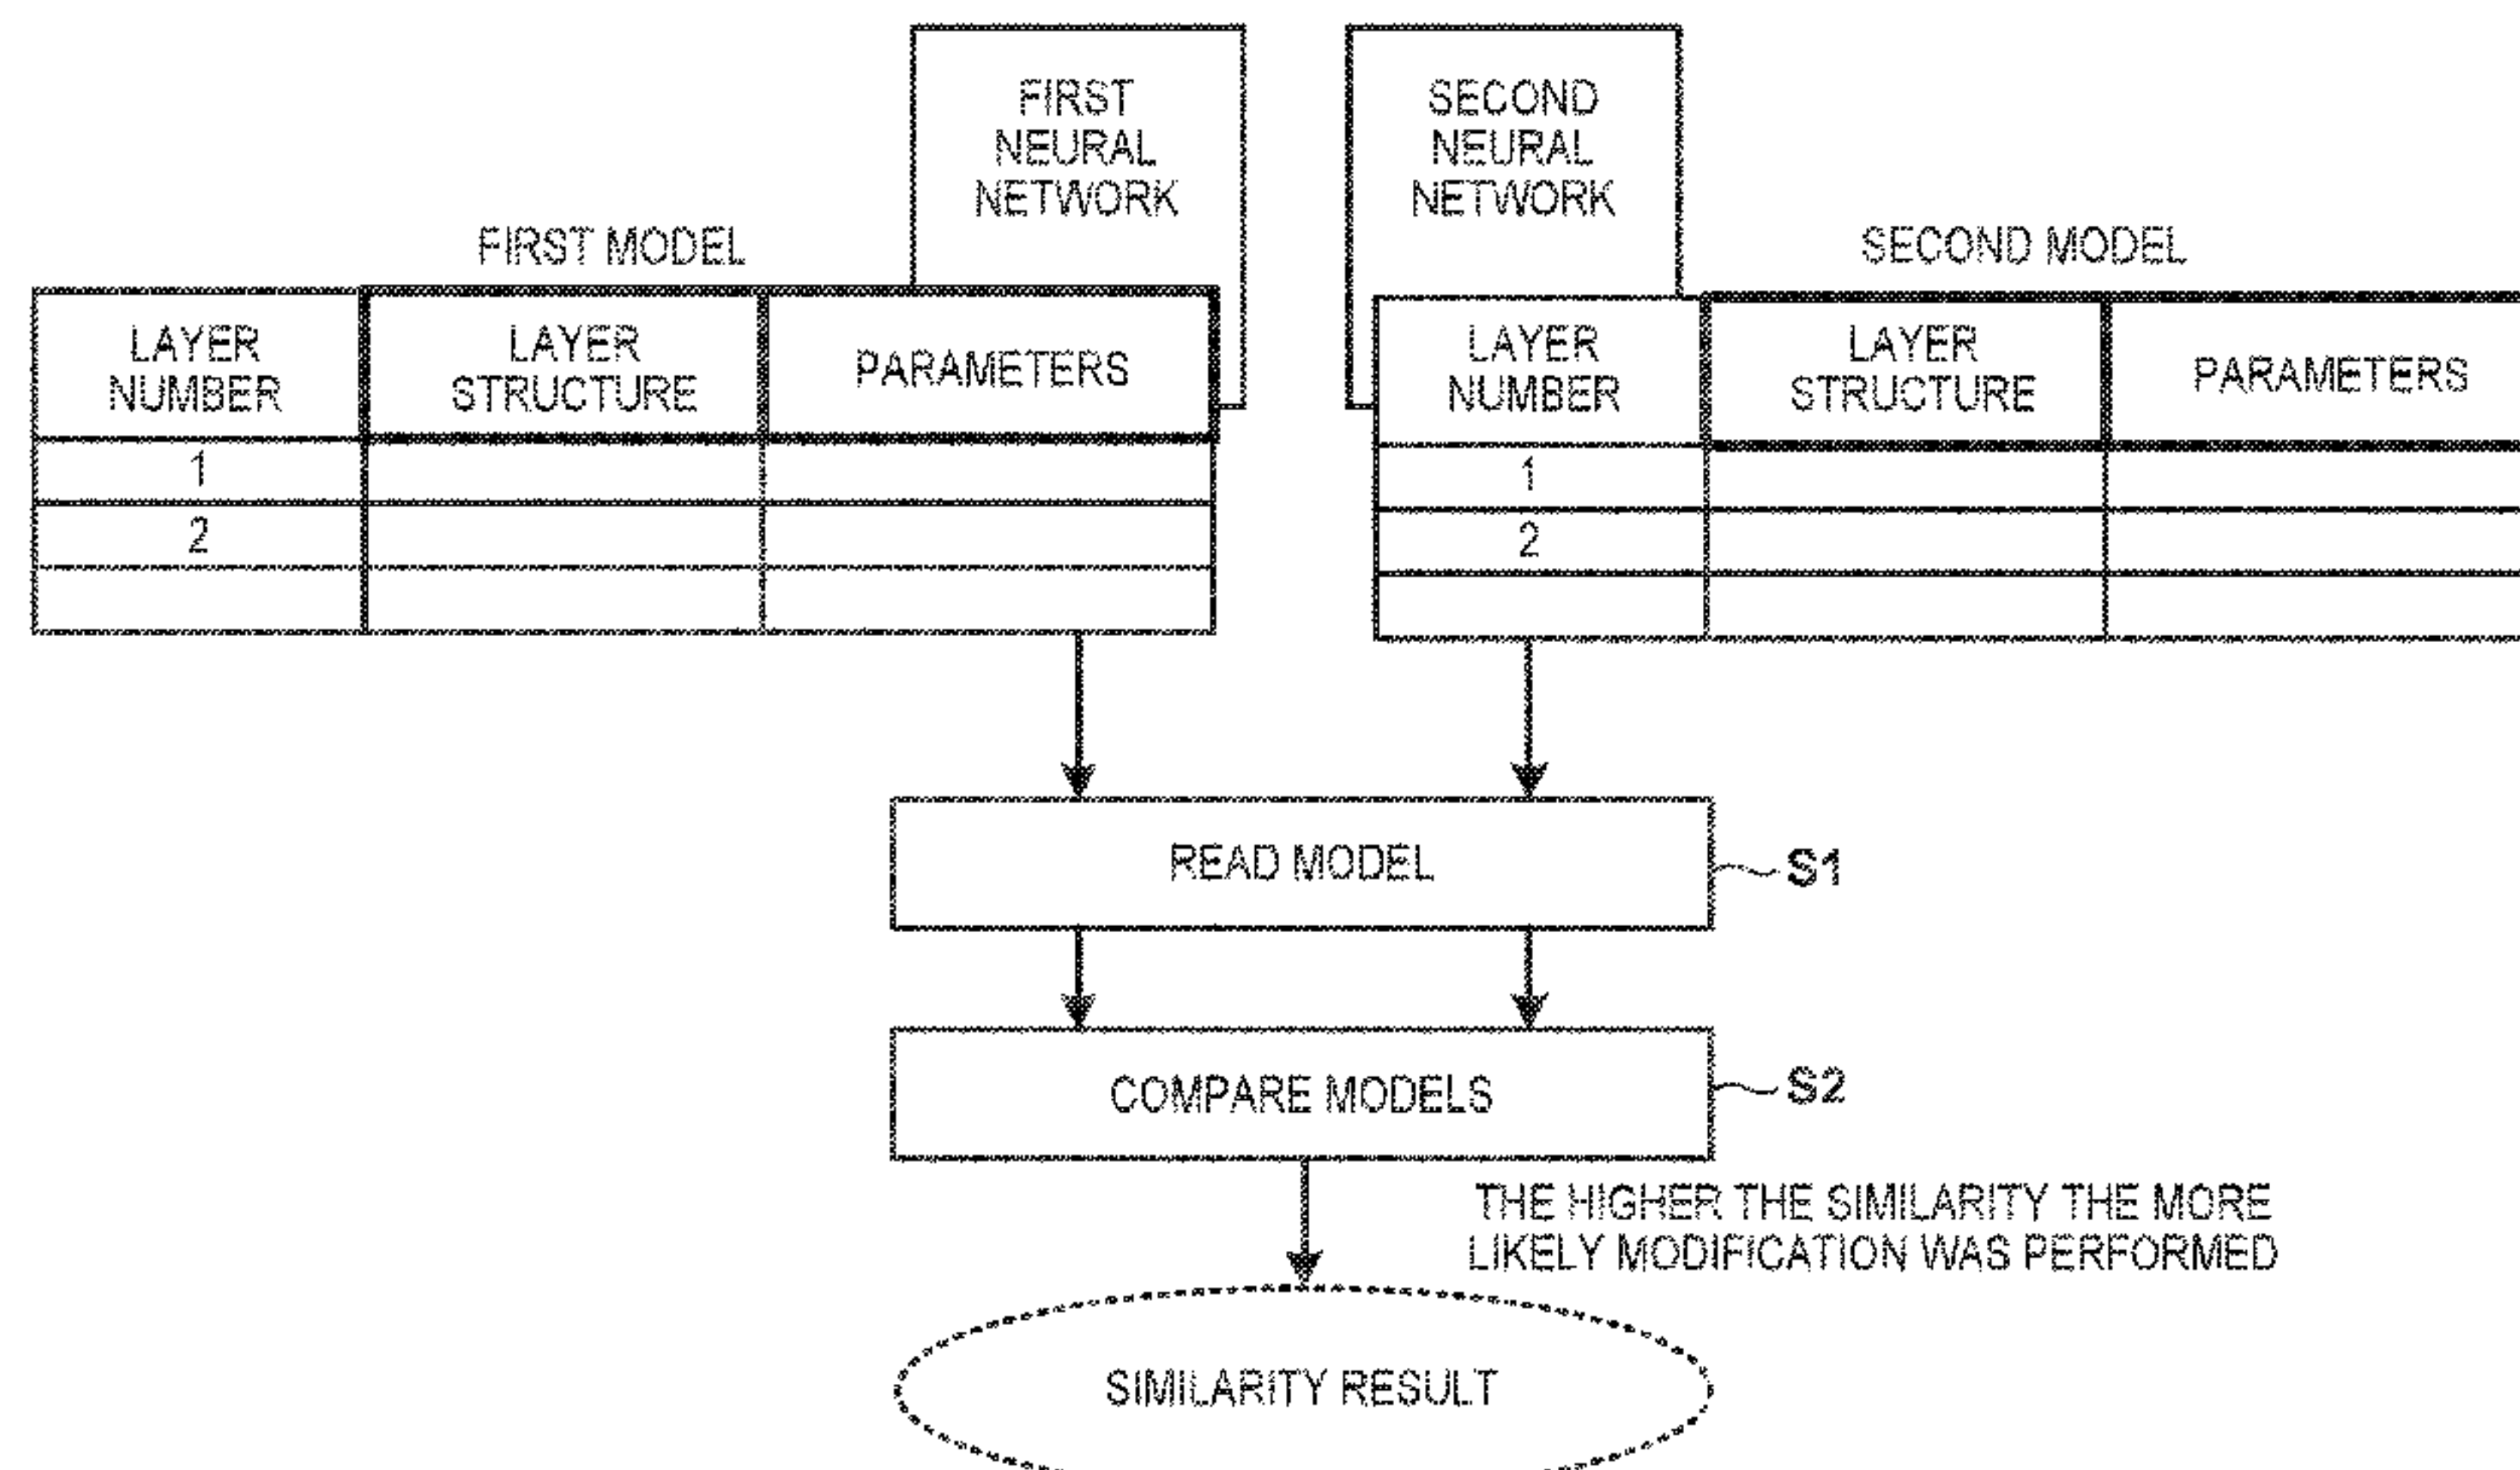 FIRST
NEURAL
NETWORK
SECOND
NEURAL
NETWORK
FIRST MODEL
SECOND MODEL
LAYER
NUMBER
LAYER
STRUCTURE
PARAMETERS
1
2
LAYER
NUMBER
LAYER
STRUCTURE
PARAMETERS
1
2
READ MODEL
S1
COMPARE MODELS
S2
THE HIGHER THE SIMILARITY THE MORE
LIKELY MODIFICATION WAS PERFORMED
SIMILARITY RESULT